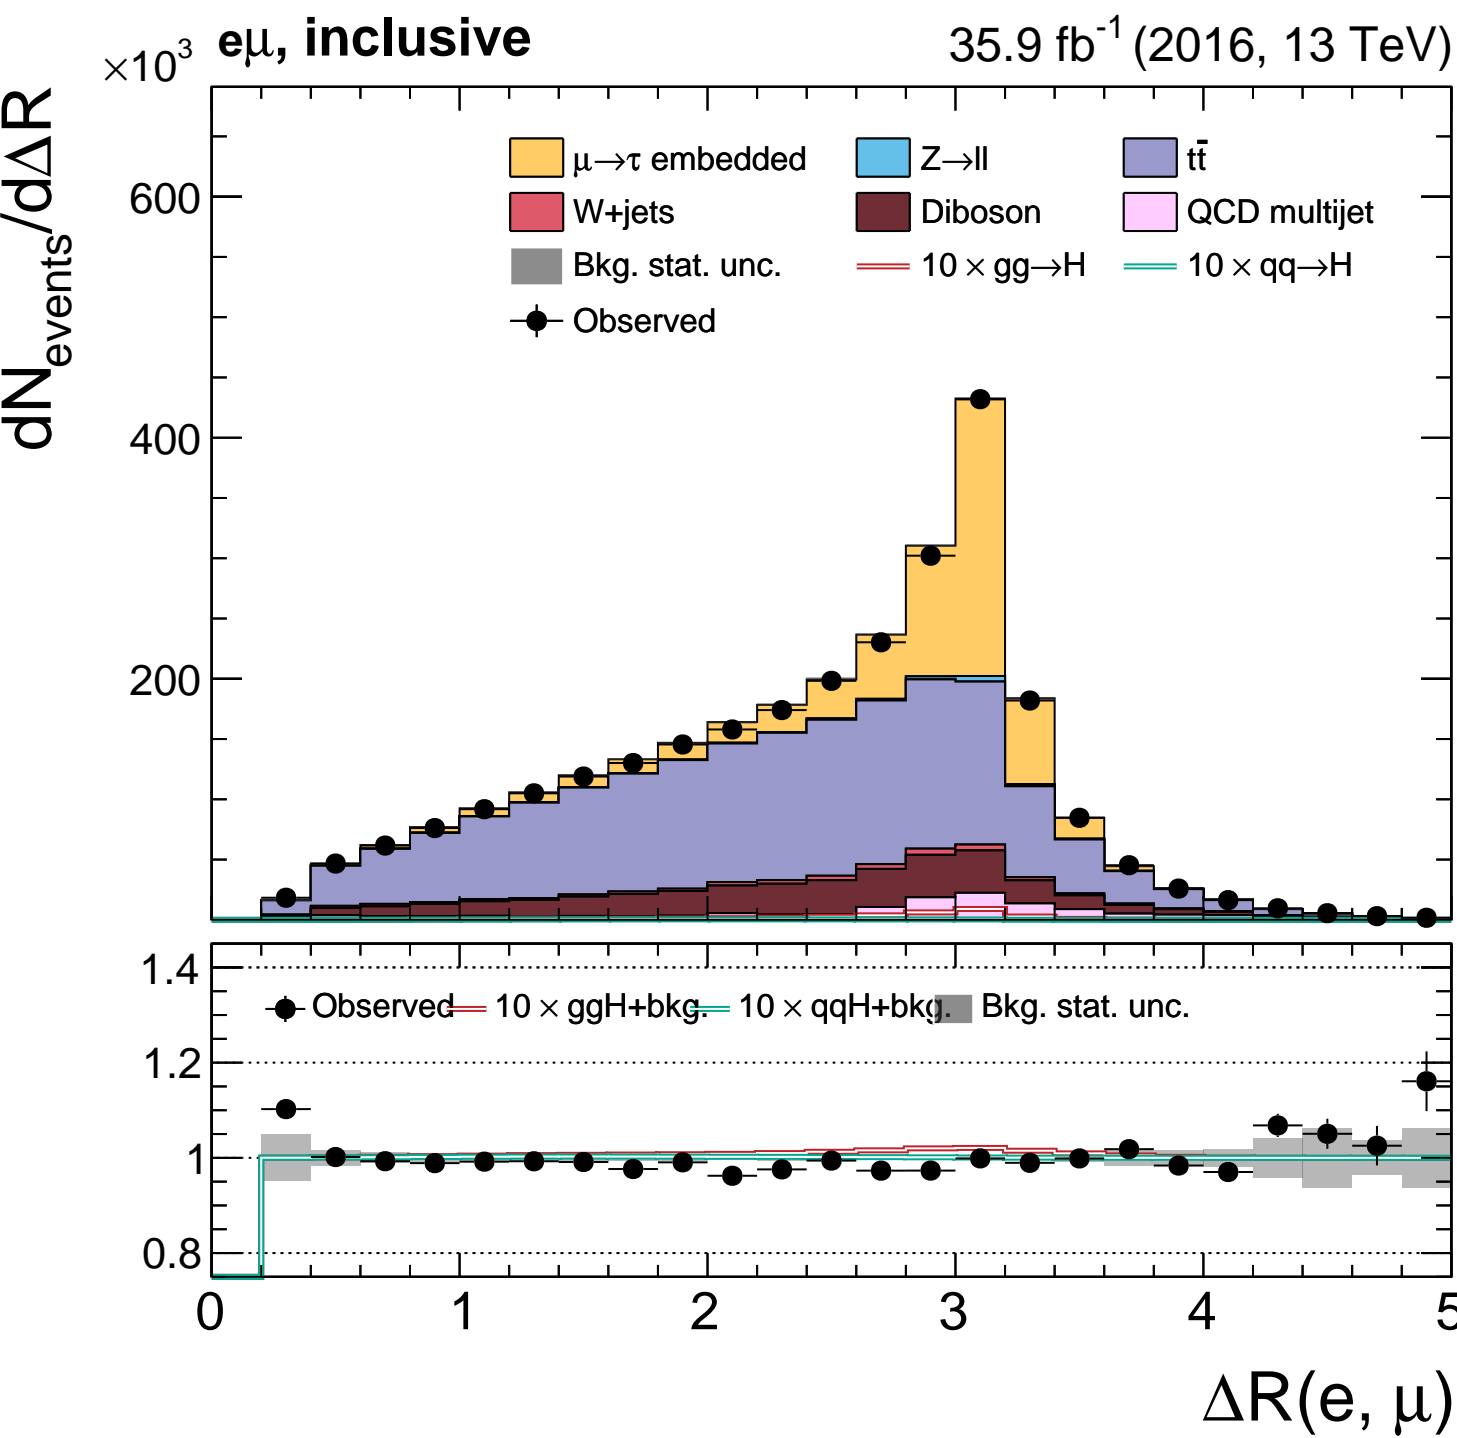 ×10³ eμ, inclusive 35.9 fb⁻¹ (2016, 13 TeV)
dN_events/dΔR
μ→τ embedded Z→ll tt̄
W+jets Diboson QCD multijet
Bkg. stat. unc. 10 × gg→H 10 × qq→H
Observed
600
400
200
1.4
Observed 10 × ggH+bkg. 10 × qqH+bkg. Bkg. stat. unc.
1.2
1
0.8
0 1 2 3 4 5
ΔR(e, μ)